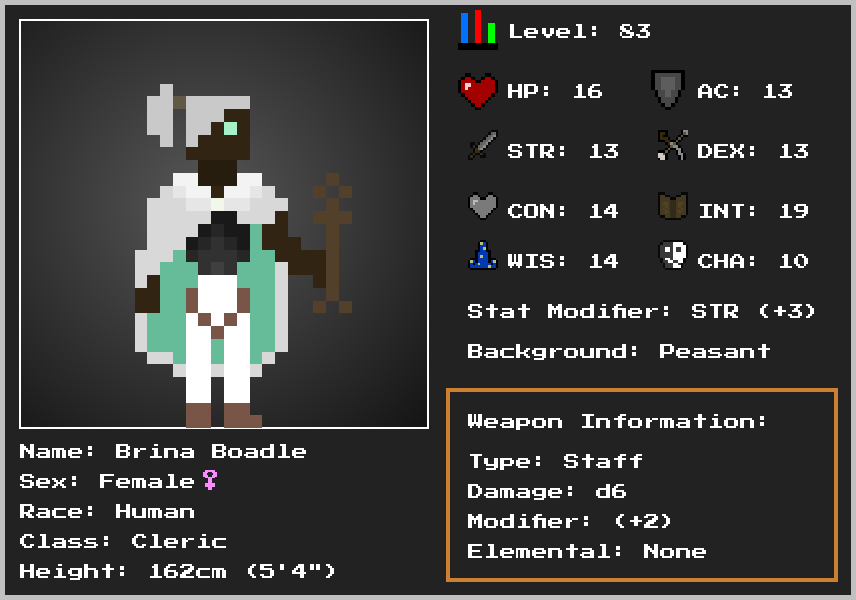 Level: 83
HP: 16
AC: 13
STR: 13
DEX: 13
CON: 14
INT: 19
WIS: 14
CHA: 10
Stat Modifier: STR (+3)
Background: Peasant
Weapon Information:
Type: Staff
Damage: d6
Modifier: (+2)
Elemental: None
Name: Brina Boadle
Sex: Female♀
Race: Human
Class: Cleric
Height: 162cm (5'4")